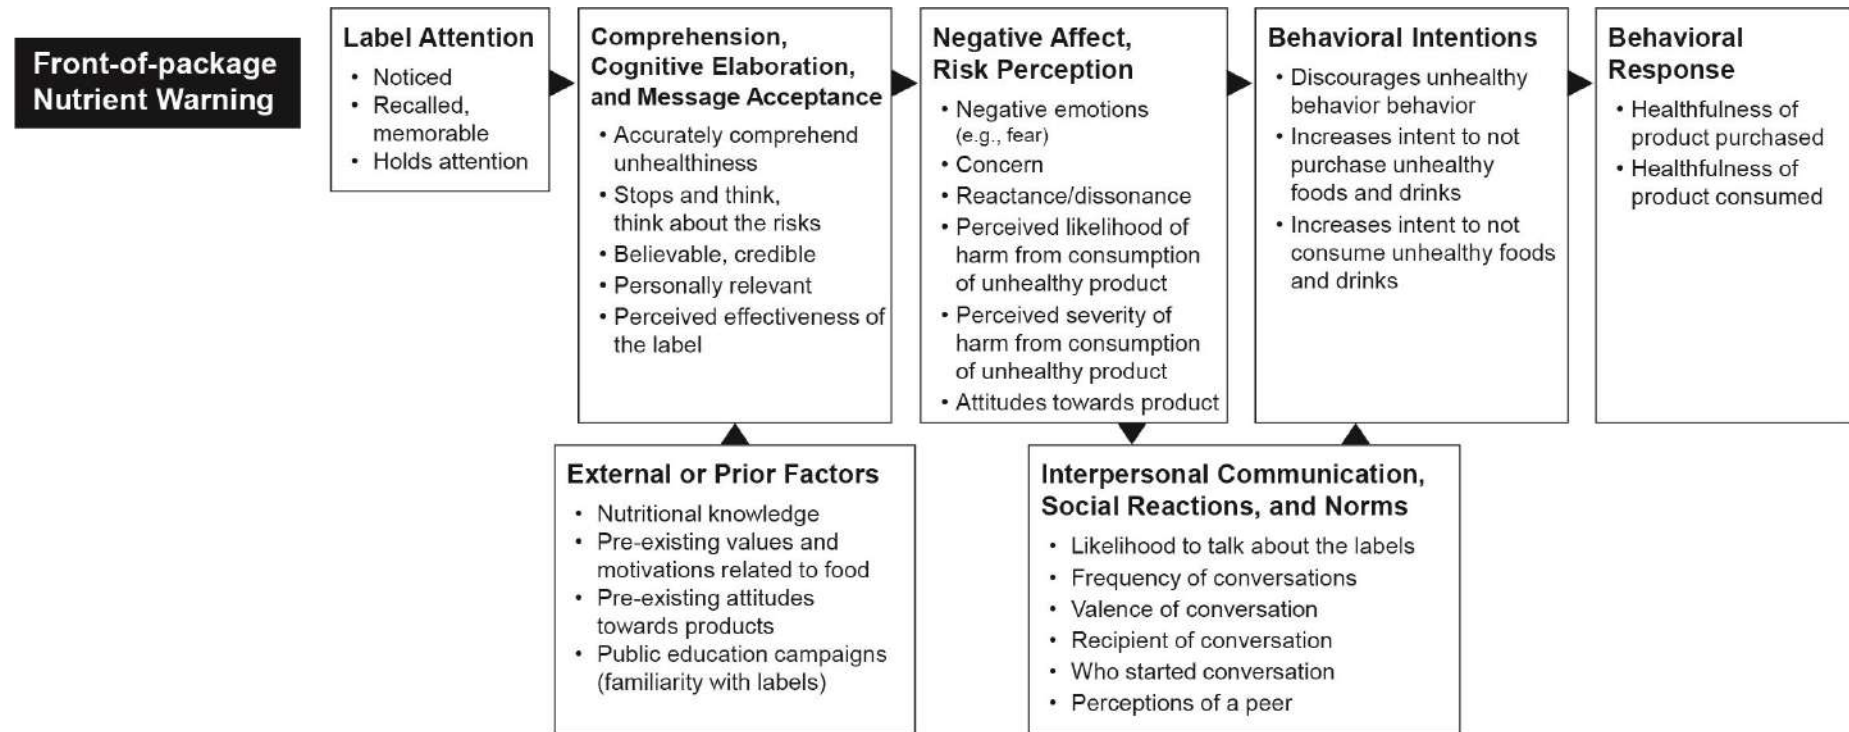 Front-of-package
Nutrient Warning
Label Attention
• Noticed
• Recalled,
memorable
• Holds attention
Comprehension,
Cognitive Elaboration,
and Message Acceptance
• Accurately comprehend
unhealthiness
• Stops and think,
think about the risks
• Believable, credible
• Personally relevant
• Perceived effectiveness of
the label
Negative Affect,
Risk Perception
• Negative emotions
(e.g., fear)
• Concern
• Reactance/dissonance
• Perceived likelihood of
harm from consumption
of unhealthy product
• Perceived severity of
harm from consumption
of unhealthy product
• Attitudes towards product
Behavioral Intentions
• Discourages unhealthy
behavior behavior
• Increases intent to not
purchase unhealthy
foods and drinks
• Increases intent to not
consume unhealthy foods
and drinks
Behavioral
Response
• Healthfulness of
product purchased
• Healthfulness of
product consumed
External or Prior Factors
• Nutritional knowledge
• Pre-existing values and
motivations related to food
• Pre-existing attitudes
towards products
• Public education campaigns
(familiarity with labels)
Interpersonal Communication,
Social Reactions, and Norms
• Likelihood to talk about the labels
• Frequency of conversations
• Valence of conversation
• Recipient of conversation
• Who started conversation
• Perceptions of a peer